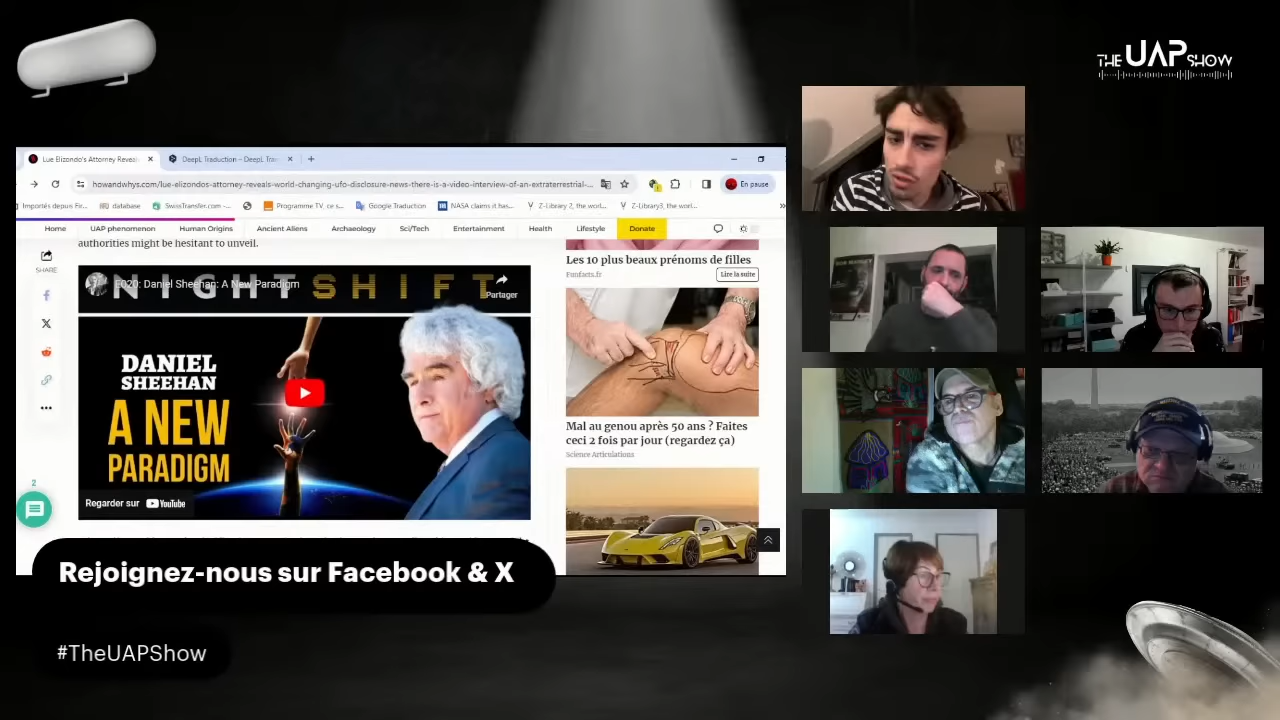 THE UAP SHOW
Lue Elizondo's Attorney Reveal
DeepL Traduction – DeepL Tran
howandwhys.com/lue-elizondos-attorney-reveals-world-changing-ufo-disclosure-news-there-is-a-video-interview-of-an-extraterrestrial-...
En pause
Importés depuis Fir...
database
SwissTransfer.com -...
Programme TV, ce s...
Google Traduction
NASA claims it has...
Z-Library 2, the worl...
Z-Library3, the worl...
Home
UAP phenomenon
Human Origins
Ancient Aliens
Archaeology
Sci/Tech
Entertainment
Health
Lifestyle
Donate
authorities might be hesitant to unveil.
SHARE
NIGHT SHIFT
E020: Daniel Sheehan: A New Paradigm
Partager
DANIEL
SHEEHAN
A NEW
PARADIGM
Regarder sur YouTube
2
Les 10 plus beaux prénoms de filles
Funfacts.fr
Lire la suite
Mal au genou après 50 ans ? Faites
ceci 2 fois par jour (regardez ça)
Science Articulations
Rejoignez-nous sur Facebook & X
#TheUAPShow